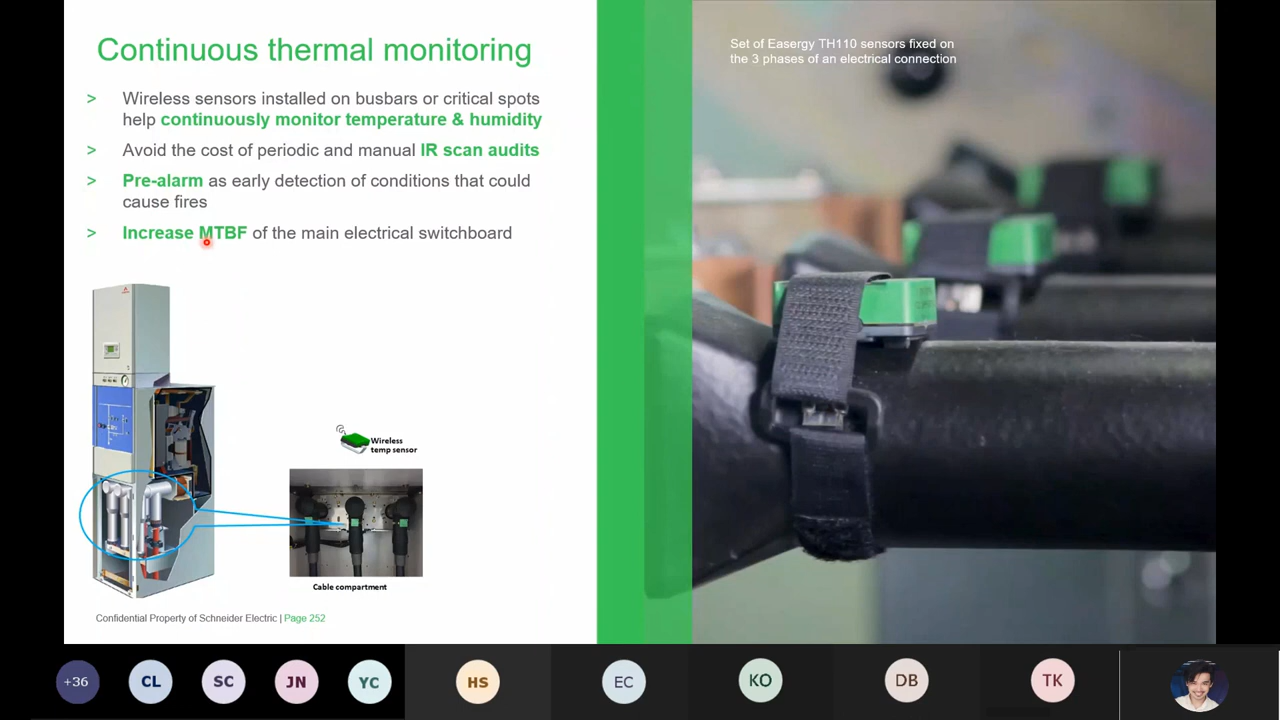 Continuous thermal monitoring
> Wireless sensors installed on busbars or critical spots
help continuously monitor temperature & humidity
> Avoid the cost of periodic and manual IR scan audits
> Pre-alarm as early detection of conditions that could
cause fires
> Increase MTBF of the main electrical switchboard
Wireless
temp sensor
Cable compartment
Confidential Property of Schneider Electric | Page 252
Set of Easergy TH110 sensors fixed on
the 3 phases of an electrical connection
+36
CL
SC
JN
YC
HS
EC
KO
DB
TK